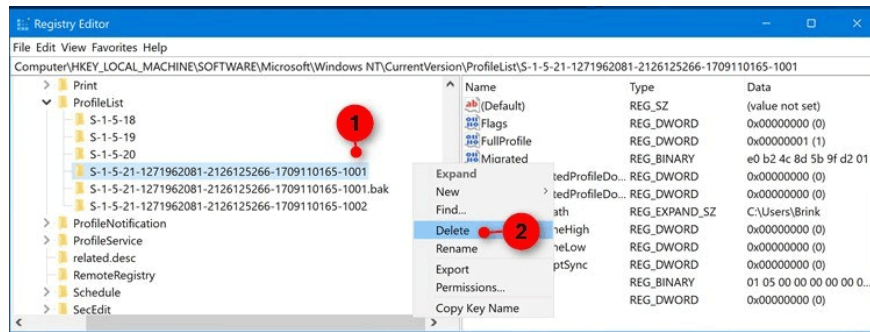 Registry Editor
File Edit View Favorites Help
Computer\HKEY_LOCAL_MACHINE\SOFTWARE\Microsoft\Windows NT\CurrentVersion\ProfileList\S-1-5-21-1271962081-2126125266-1709110165-1001
Print
ProfileList
S-1-5-18
S-1-5-19
S-1-5-20
S-1-5-21-1271962081-2126125266-1709110165-1001
S-1-5-21-1271962081-2126125266-1709110165-1001.bak
S-1-5-21-1271962081-2126125266-1709110165-1002
ProfileNotification
ProfileService
related.desc
RemoteRegistry
Schedule
SecEdit
1
Expand
New
Find...
Delete
2
Rename
Export
Permissions...
Copy Key Name
Name Type Data
(Default) REG_SZ (value not set)
Flags REG_DWORD 0x00000000 (0)
FullProfile REG_DWORD 0x00000001 (1)
Migrated REG_BINARY e0 b2 4c 8d 5b 9f d2 01
tedProfileDo... REG_DWORD 0x00000000 (0)
tedProfileDo... REG_DWORD 0x00000000 (0)
ath REG_EXPAND_SZ C:\Users\Brink
neHigh REG_DWORD 0x00000000 (0)
neLow REG_DWORD 0x00000000 (0)
ptSync REG_DWORD 0x00000000 (0)
REG_BINARY 01 05 00 00 00 00 00 0...
REG_DWORD 0x00000000 (0)